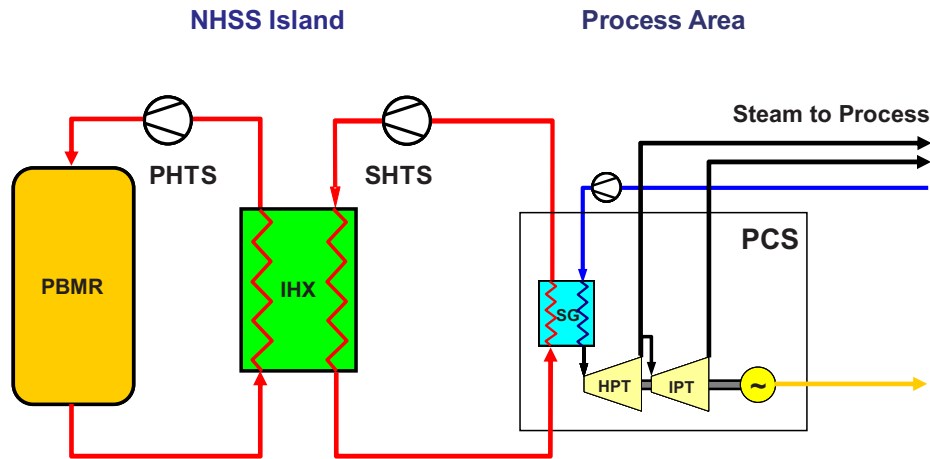 NHSS Island
Process Area
Steam to Process
PHTS
SHTS
PCS
PBMR
IHX
SG
HPT
IPT
~